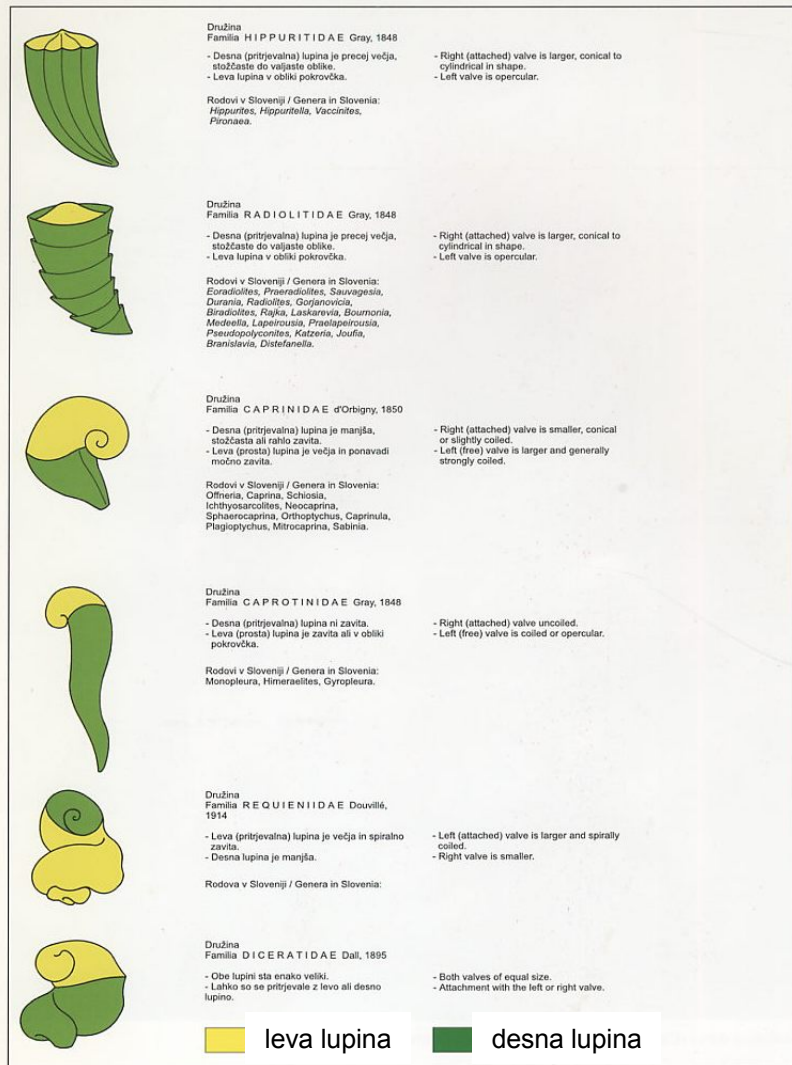 Družina
Familia HIPPURITIDAE Gray, 1848
- Desna (pritrjevalna) lupina je precej večja,
stožčaste do valjaste oblike.
- Leva lupina v obliki pokrovčka.
Rodovi v Sloveniji / Genera in Slovenia:
Hippurites, Hippuritella, Vaccinites,
Pironaea.
- Right (attached) valve is larger, conical to
cylindrical in shape.
- Left valve is opercular.
Družina
Familia RADIOLITIDAE Gray, 1848
- Desna (pritrjevalna) lupina je precej večja,
stožčaste do valjaste oblike.
- Leva lupina v obliki pokrovčka.
Rodovi v Sloveniji / Genera in Slovenia:
Eoradiolites, Praeradiolites, Sauvagesia,
Durania, Radiolites, Gorjanovicia,
Biradiolites, Rajka, Laskarevia, Bournonia,
Medeella, Lapeirousia, Praelapeirousia,
Pseudopolyconites, Katzeria, Joufia,
Branislavia, Distefanella.
- Right (attached) valve is larger, conical to
cylindrical in shape.
- Left valve is opercular.
Družina
Familia CAPRINIDAE d'Orbigny, 1850
- Desna (pritrjevalna) lupina je manjša,
stožčasta ali rahlo zavita.
- Leva (prosta) lupina je večja in ponavadi
močno zavita.
Rodovi v Sloveniji / Genera in Slovenia:
Offneria, Caprina, Schiosia,
Ichthyosarcolites, Neocaprina,
Sphaerocaprina, Orthoptychus, Caprinula,
Plagioptychus, Mitrocaprina, Sabinia.
- Right (attached) valve is smaller, conical
or slightly coiled.
- Left (free) valve is larger and generally
strongly coiled.
Družina
Familia CAPROTINIDAE Gray, 1848
- Desna (pritrjevalna) lupina ni zavita.
- Leva (prosta) lupina je zavita ali v obliki
pokrovčka.
Rodovi v Sloveniji / Genera in Slovenia:
Monopleura, Himeraelites, Gyropleura.
- Right (attached) valve uncoiled.
- Left (free) valve is coiled or opercular.
Družina
Familia REQUIENIIDAE Douvillé,
1914
- Leva (pritrjevalna) lupina je večja in spiralno
zavita.
- Desna lupina je manjša.
Rodova v Sloveniji / Genera in Slovenia:
- Left (attached) valve is larger and spirally
coiled.
- Right valve is smaller.
Družina
Familia DICERATIDAE Dall, 1895
- Obe lupini sta enako veliki.
- Lahko so se pritrjevale z levo ali desno
lupino.
- Both valves of equal size.
- Attachment with the left or right valve.
leva lupina
desna lupina